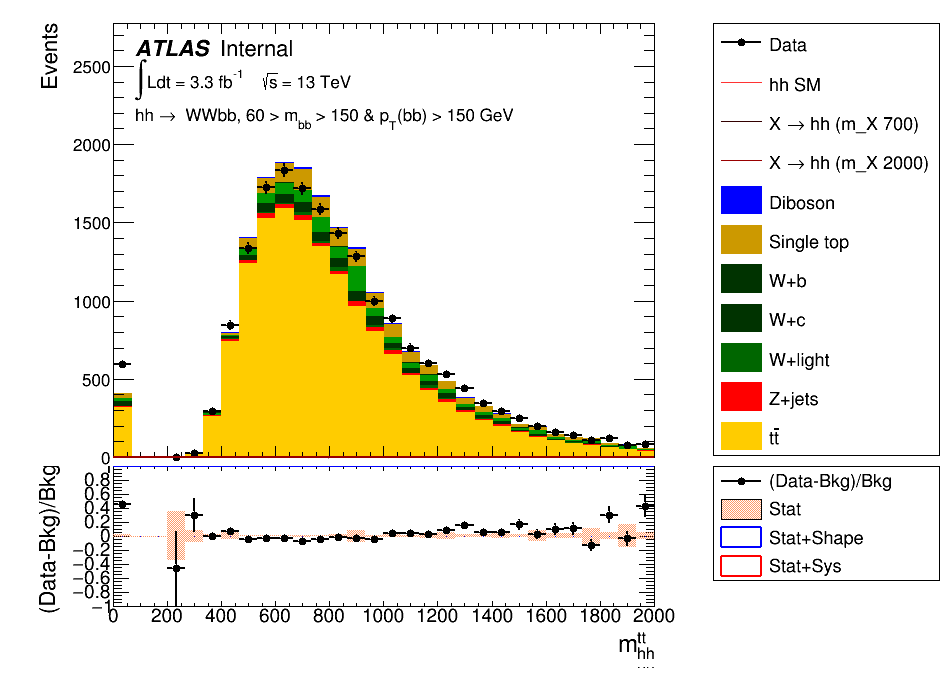 Events
2500
2000
1500
1000
500
0
ATLAS Internal
∫Ldt = 3.3 fb⁻¹ √s = 13 TeV
hh → WWbb, 60 > m_bb > 150 & p_T(bb) > 150 GeV
Data
hh SM
X → hh (m_X 700)
X → hh (m_X 2000)
Diboson
Single top
W+b
W+c
W+light
Z+jets
tt̄
(Data-Bkg)/Bkg
0.8
0.6
0.4
0.2
0
−0.2
−0.4
−0.6
−0.8
−1
0 200 400 600 800 1000 1200 1400 1600 1800 2000
m^tt_hh
(Data-Bkg)/Bkg
Stat
Stat+Shape
Stat+Sys